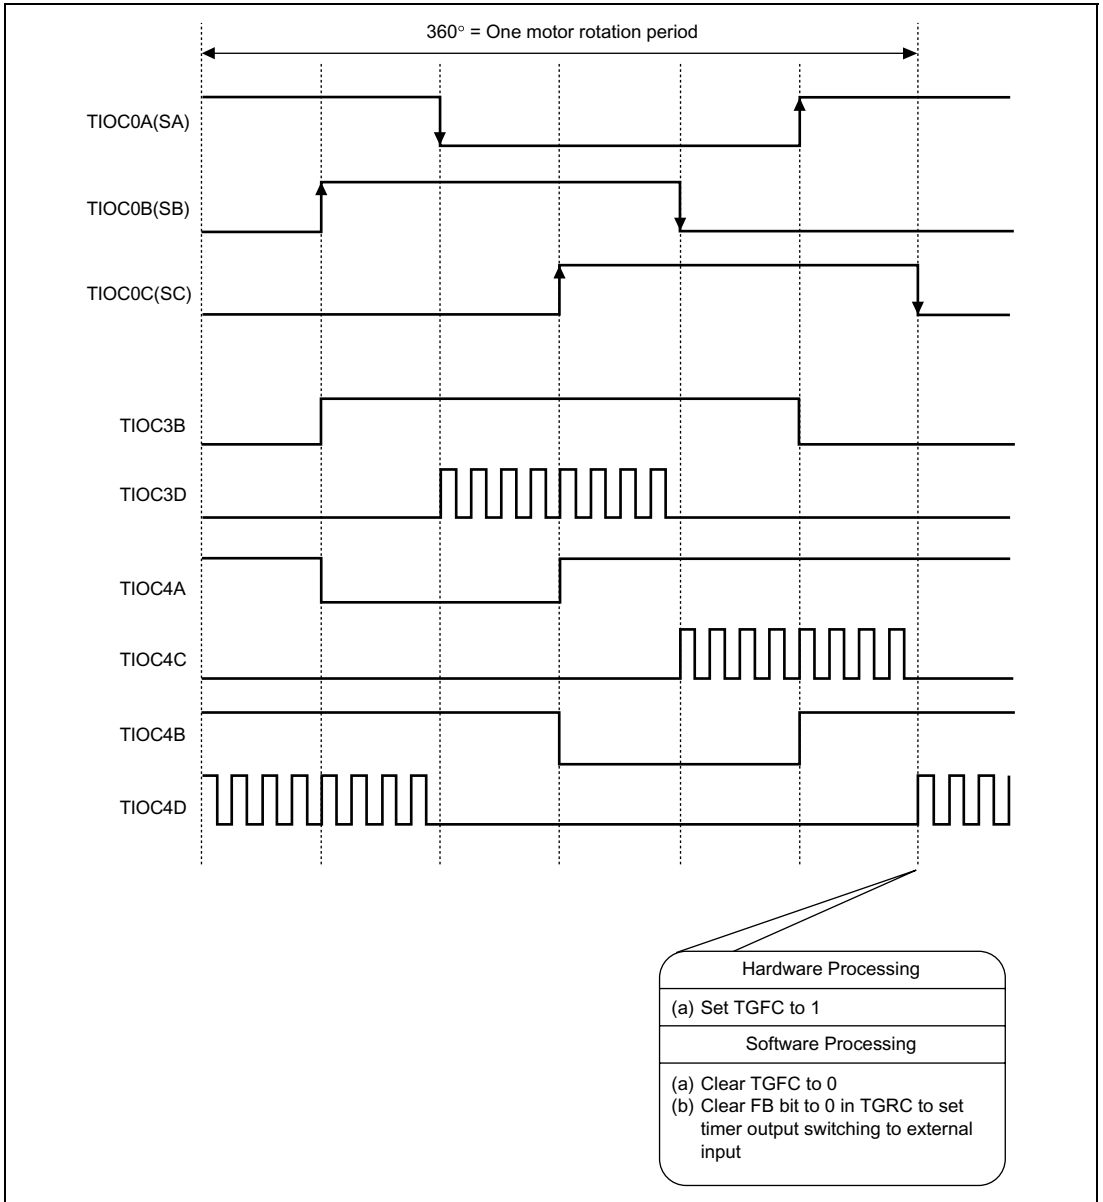 360° = One motor rotation period
TIOC0A(SA)
TIOC0B(SB)
TIOC0C(SC)
TIOC3B
TIOC3D
TIOC4A
TIOC4C
TIOC4B
TIOC4D
Hardware Processing
(a) Set TGFC to 1
Software Processing
(a) Clear TGFC to 0
(b) Clear FB bit to 0 in TGRC to set
timer output switching to external
input